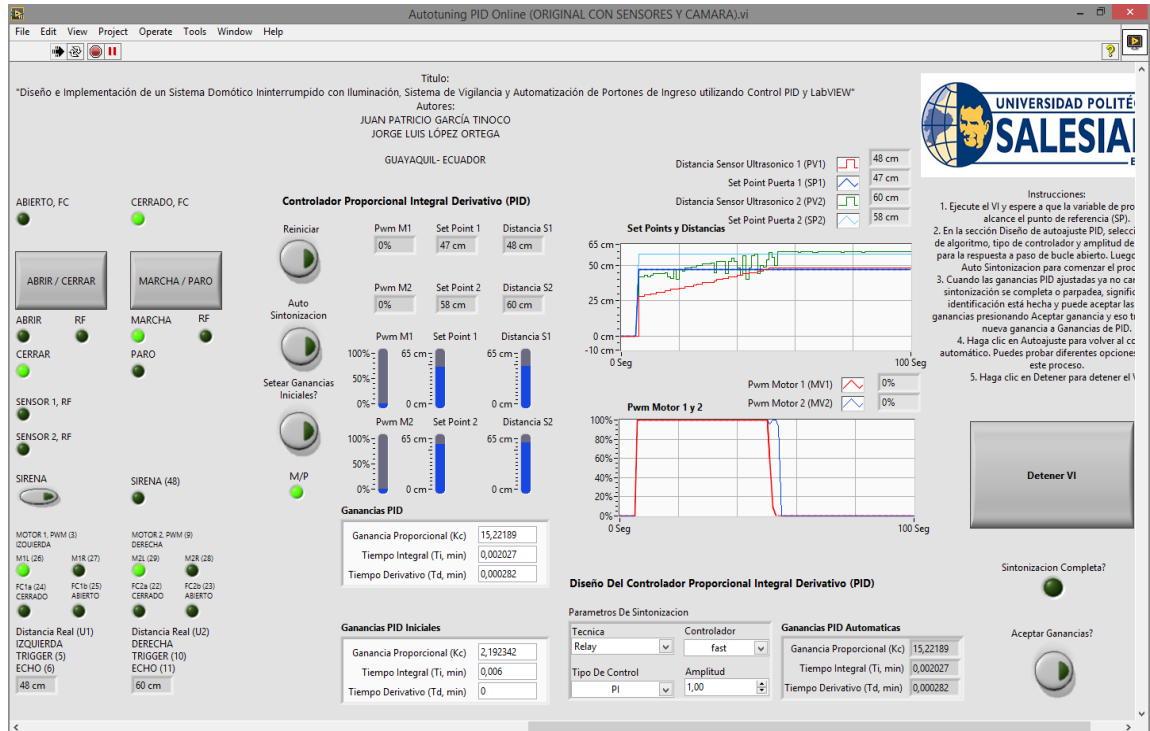 Autotuning PID Online (ORIGINAL CON SENSORES Y CAMARA).vi
File Edit View Project Operate Tools Window Help
Titulo:
"Diseño e Implementación de un Sistema Domótico Ininterrumpido con Iluminación, Sistema de Vigilancia y Automatización de Portones de Ingreso utilizando Control PID y LabVIEW"
Autores:
JUAN PATRICIO GARCÍA TINOCO
JORGE LUIS LÓPEZ ORTEGA
GUAYAQUIL- ECUADOR
UNIVERSIDAD POLITÉ
SALESIA
E
ABIERTO, FC
CERRADO, FC
ABRIR / CERRAR
MARCHA / PARO
ABRIR
RF
MARCHA
RF
CERRAR
PARO
SENSOR 1, RF
SENSOR 2, RF
SIRENA
SIRENA (48)
MOTOR 1, PWM (3)
IZQUIERDA
MOTOR 2, PWM (9)
DERECHA
M1L (26)
M1R (27)
M2L (29)
M2R (28)
FC1a (24)
CERRADO
FC1b (25)
ABIERTO
FC2a (22)
CERRADO
FC2b (23)
ABIERTO
Distancia Real (U1)
IZQUIERDA
TRIGGER (5)
ECHO (6)
48 cm
Distancia Real (U2)
DERECHA
TRIGGER (10)
ECHO (11)
60 cm
Controlador Proporcional Integral Derivativo (PID)
Reiniciar
Auto
Sintonizacion
Setear Ganancias
Iniciales?
M/P
Pwm M1
Set Point 1
Distancia S1
0%
47 cm
48 cm
Pwm M2
Set Point 2
Distancia S2
0%
58 cm
60 cm
Pwm M1
Set Point 1
Distancia S1
100%
65 cm
65 cm
50%
0%
0 cm
0 cm
Pwm M2
Set Point 2
Distancia S2
100%
65 cm
65 cm
50%
0%
0 cm
0 cm
Ganancias PID
Ganancia Proporcional (Kc) 15,22189
Tiempo Integral (Ti, min) 0,002027
Tiempo Derivativo (Td, min) 0,000282
Ganancias PID Iniciales
Ganancia Proporcional (Kc) 2,192342
Tiempo Integral (Ti, min) 0,006
Tiempo Derivativo (Td, min) 0
Distancia Sensor Ultrasonico 1 (PV1) 48 cm
Set Point Puerta 1 (SP1) 47 cm
Distancia Sensor Ultrasonico 2 (PV2) 60 cm
Set Point Puerta 2 (SP2) 58 cm
Set Points y Distancias
65 cm
50 cm
25 cm
0 cm
-10 cm
0 Seg
100 Seg
Pwm Motor 1 (MV1) 0%
Pwm Motor 2 (MV2) 0%
Pwm Motor 1 y 2
100%
80%
60%
40%
20%
0%
0 Seg
100 Seg
Diseño Del Controlador Proporcional Integral Derivativo (PID)
Parametros De Sintonizacion
Tecnica
Relay
Controlador
fast
Tipo De Control
PI
Amplitud
1,00
Ganancias PID Automaticas
Ganancia Proporcional (Kc) 15,22189
Tiempo Integral (Ti, min) 0,002027
Tiempo Derivativo (Td, min) 0,000282
Instrucciones:
1. Ejecute el VI y espere a que la variable de pro
alcance el punto de referencia (SP).
2. En la sección Diseño de autoajuste PID, selecci
de algoritmo, tipo de controlador y amplitud de
para la respuesta a paso de bucle abierto. Luego
Auto Sintonizacion para comenzar el proc
3. Cuando las ganancias PID ajustadas ya no car
sintonización se completa o parpadea, signific
identificación está hecha y puede aceptar las
ganancias presionando Aceptar ganancia y eso tr
nueva ganancia a Ganancias de PID.
4. Haga clic en Autoajuste para volver al cc
automático. Puedes probar diferentes opciones
este proceso.
5. Haga clic en Detener para detener el V
Detener VI
Sintonizacion Completa?
Aceptar Ganancias?